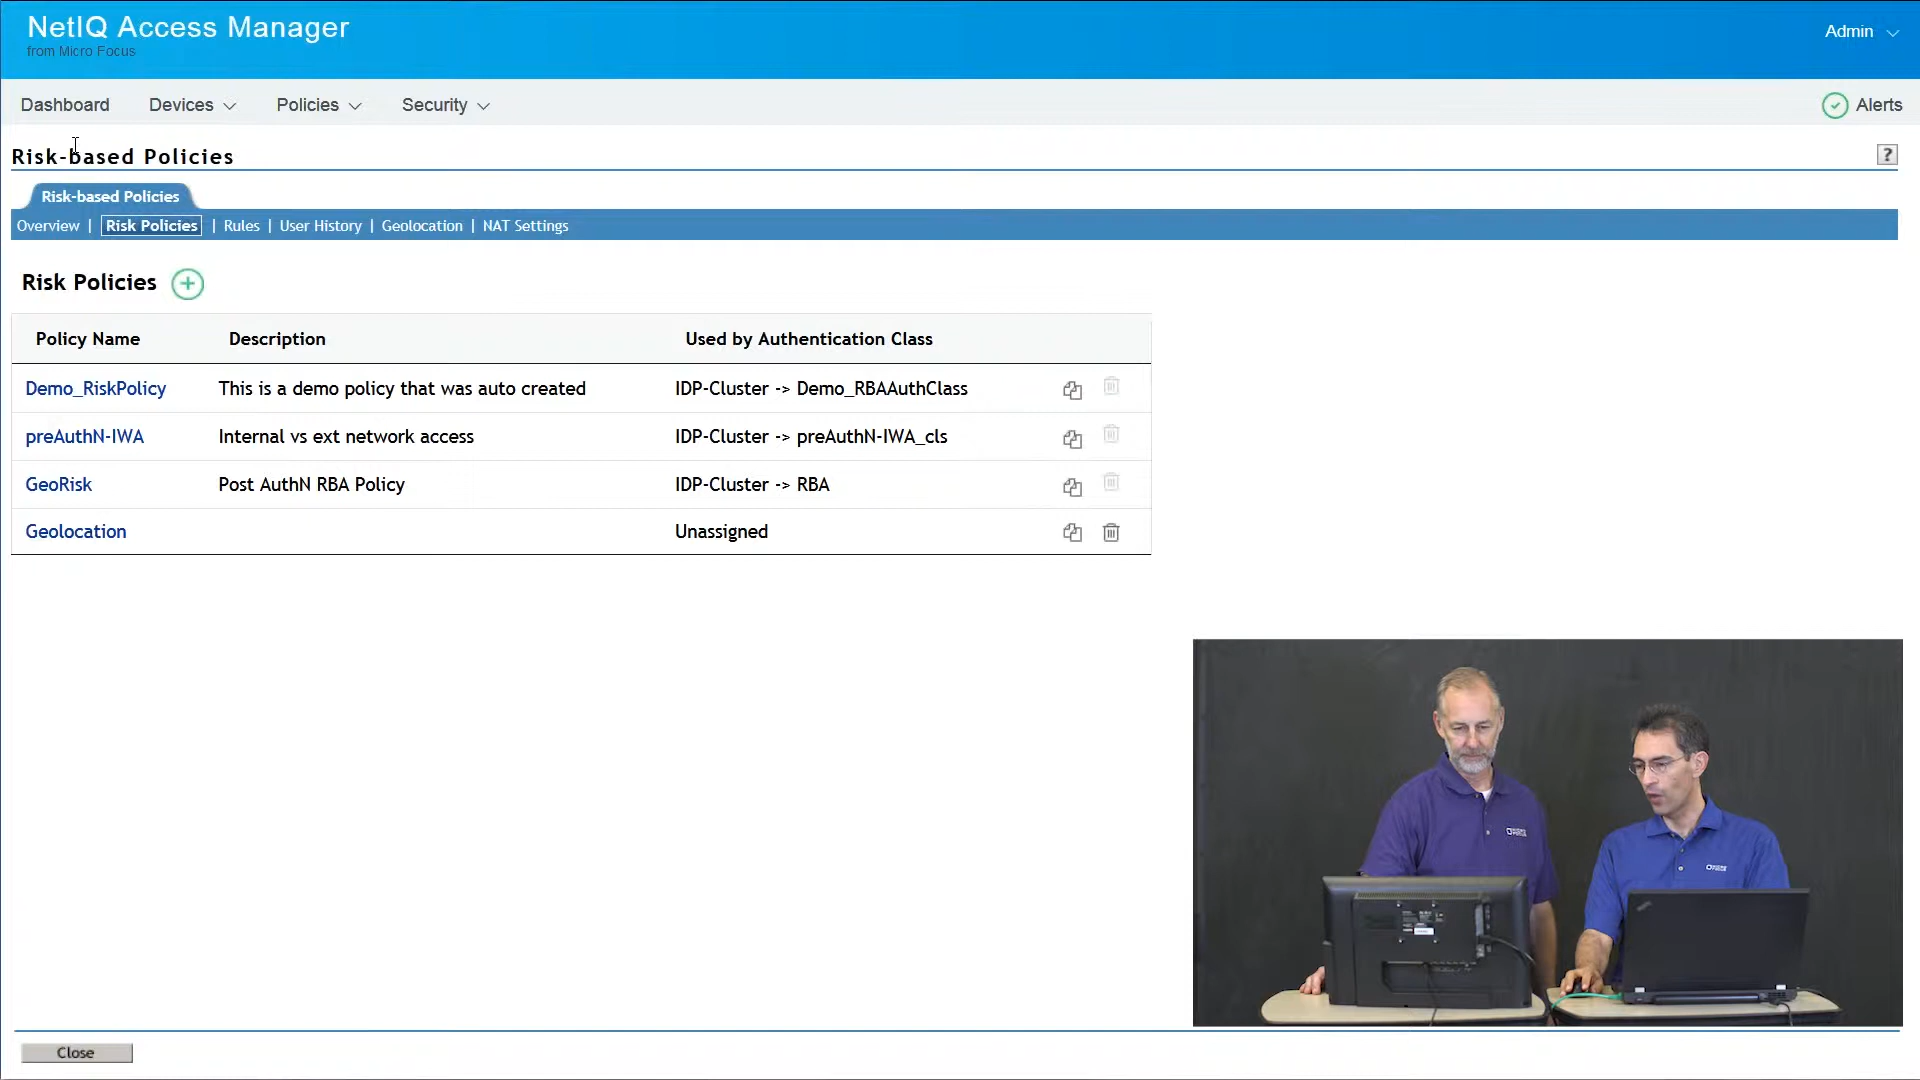 NetIQ Access Manager
from Micro Focus
Admin
Dashboard Devices Policies Security Alerts
Risk-based Policies
?
Risk-based Policies
Overview | Risk Policies | Rules | User History | Geolocation | NAT Settings
Risk Policies
Policy Name Description Used by Authentication Class
Demo_RiskPolicy This is a demo policy that was auto created IDP-Cluster -> Demo_RBAAuthClass
preAuthN-IWA Internal vs ext network access IDP-Cluster -> preAuthN-IWA_cls
GeoRisk Post AuthN RBA Policy IDP-Cluster -> RBA
Geolocation Unassigned
Close